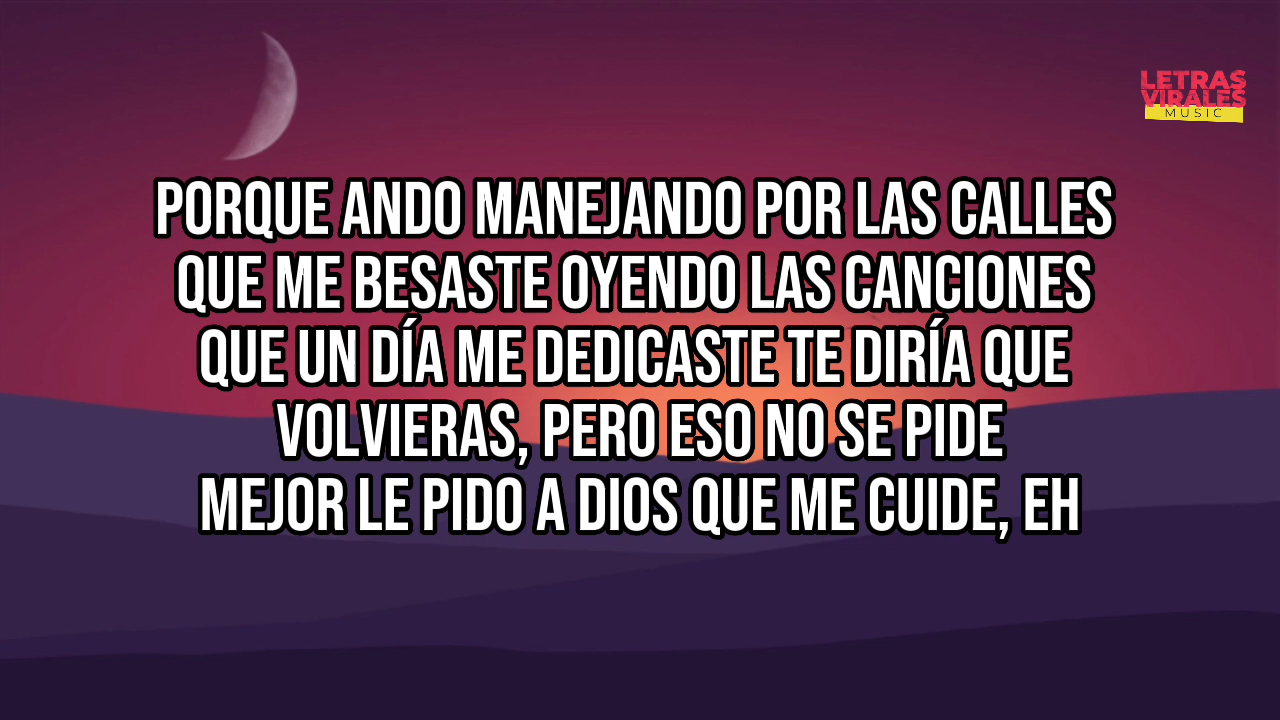 LETRAS
VIRALES
MUSIC
PORQUE ANDO MANEJANDO POR LAS CALLES
QUE ME BESASTE OYENDO LAS CANCIONES
QUE UN DÍA ME DEDICASTE TE DIRÍA QUE
VOLVIERAS, PERO ESO NO SE PIDE
MEJOR LE PIDO A DIOS QUE ME CUIDE, EH